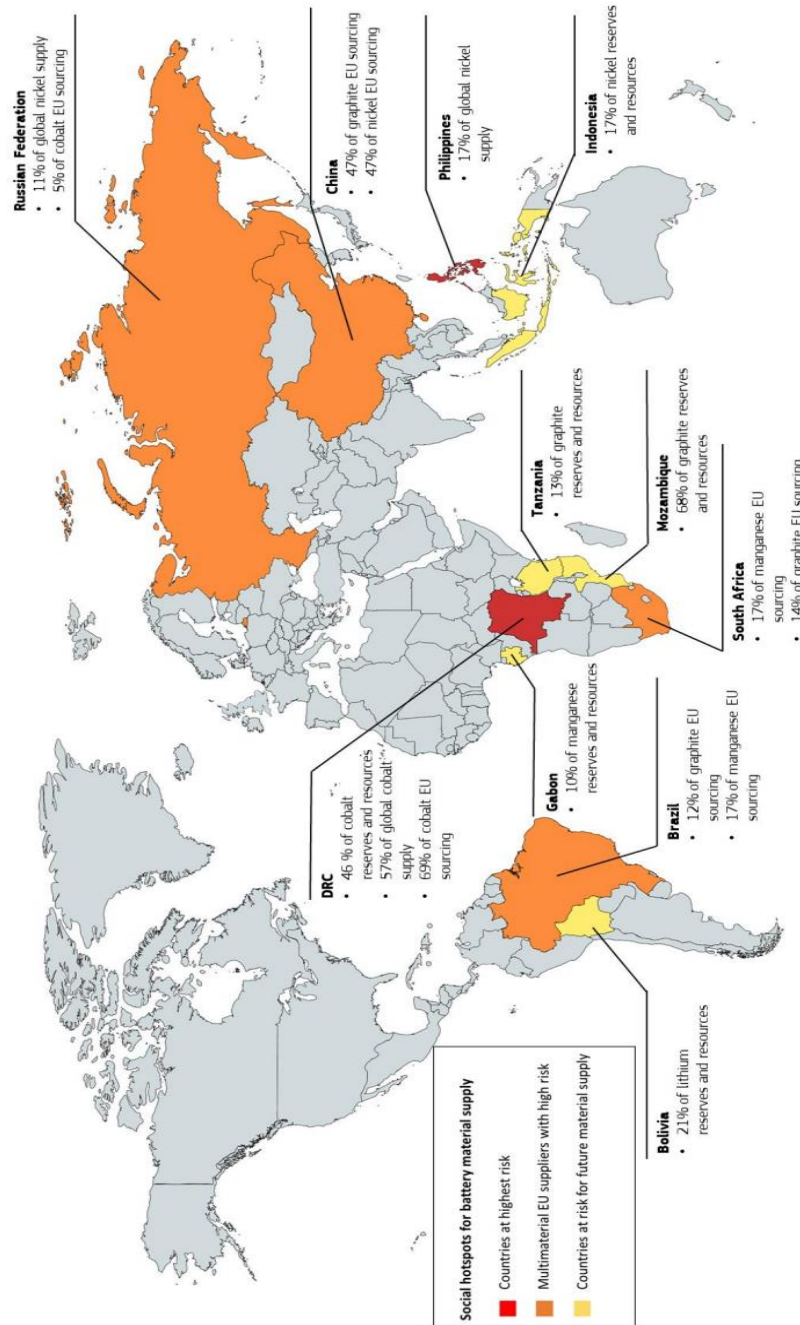 Russian Federation
• 11% of global nickel supply
• 5% of cobalt EU sourcing
China
• 47% of graphite EU sourcing
• 47% of nickel EU sourcing
Philippines
• 17% of global nickel
supply
Indonesia
• 17% of nickel reserves
and resources
Tanzania
• 13% of graphite
reserves and resources
Mozambique
• 68% of graphite reserves
and resources
South Africa
• 17% of manganese EU
sourcing
• 14% of graphite EU sourcing
DRC
• 46 % of cobalt
reserves and resources
• 57% of global cobalt
supply
• 69% of cobalt EU
sourcing
Gabon
• 10% of manganese
reserves and resources
Brazil
• 12% of graphite EU
sourcing
• 17% of manganese EU
sourcing
Bolivia
• 21% of lithium
reserves and resources
Social hotspots for battery material supply
Countries at highest risk
Multimaterial EU suppliers with high risk
Countries at risk for future material supply